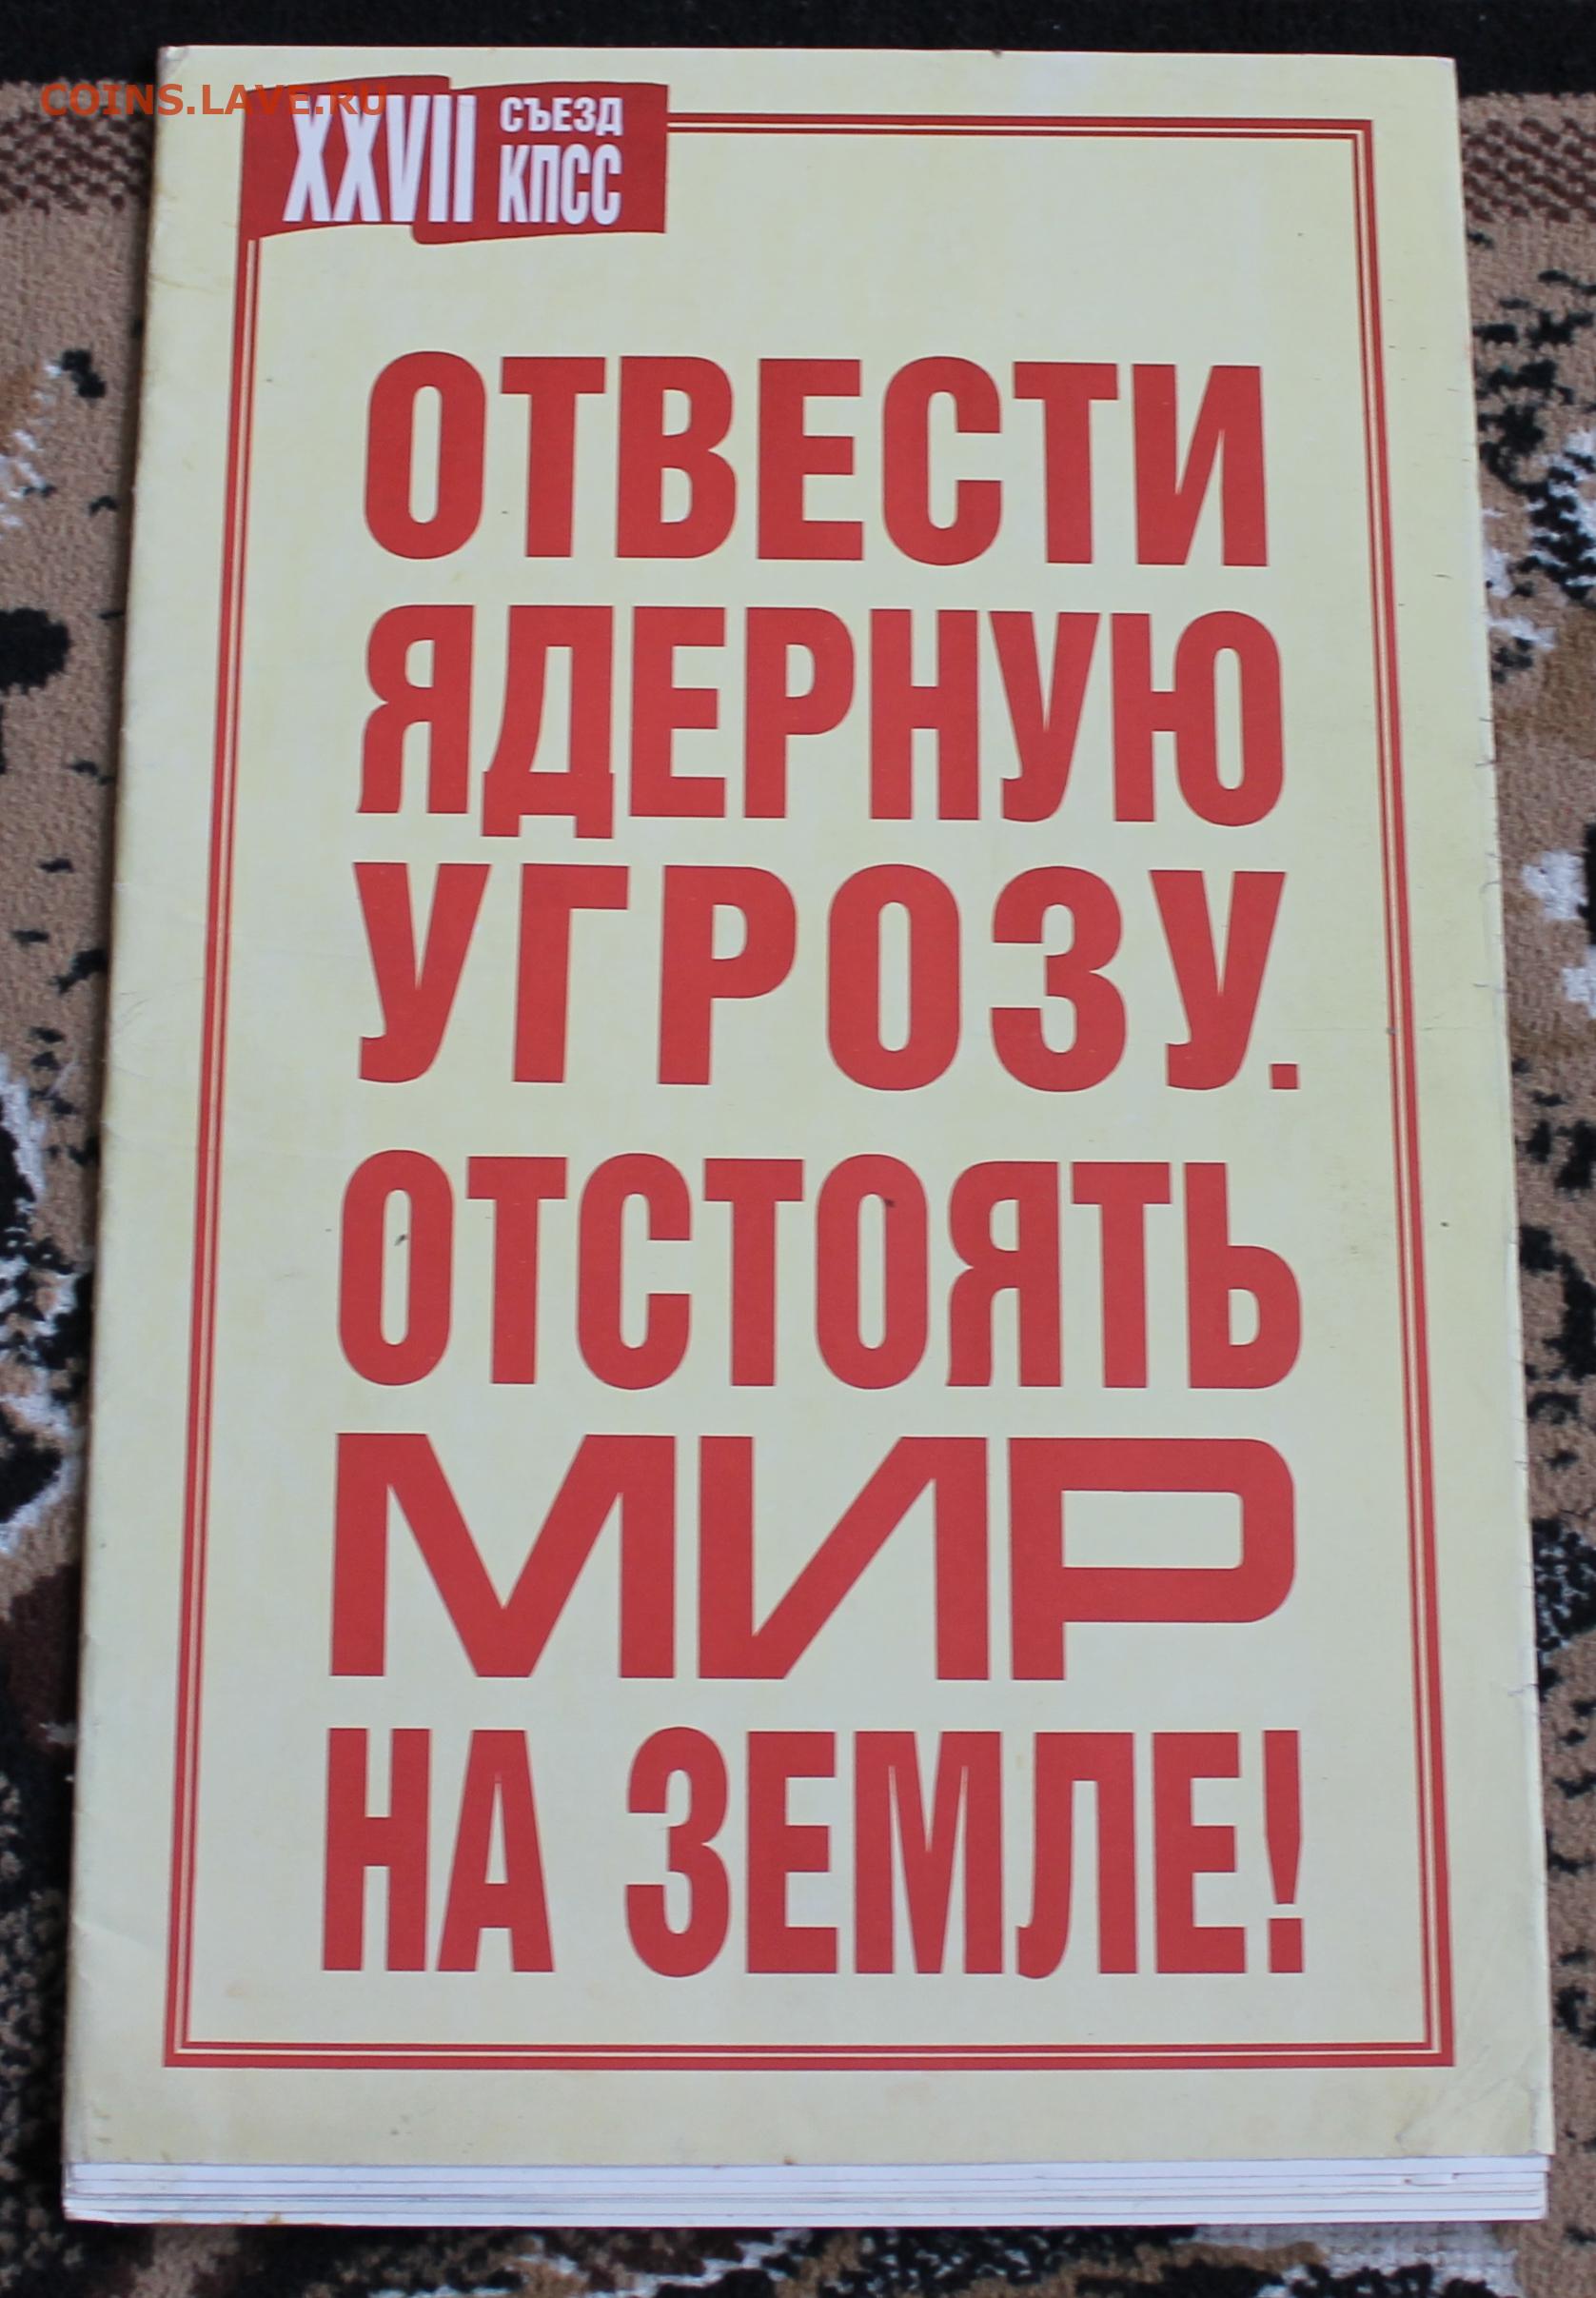 COINS.LAVE.RU
XXVII СЪЕЗД
КПСС
ОТВЕСТИ
ЯДЕРНУЮ
УГРОЗУ.
ОТСТОЯТЬ
МИР
НА ЗЕМЛЕ!